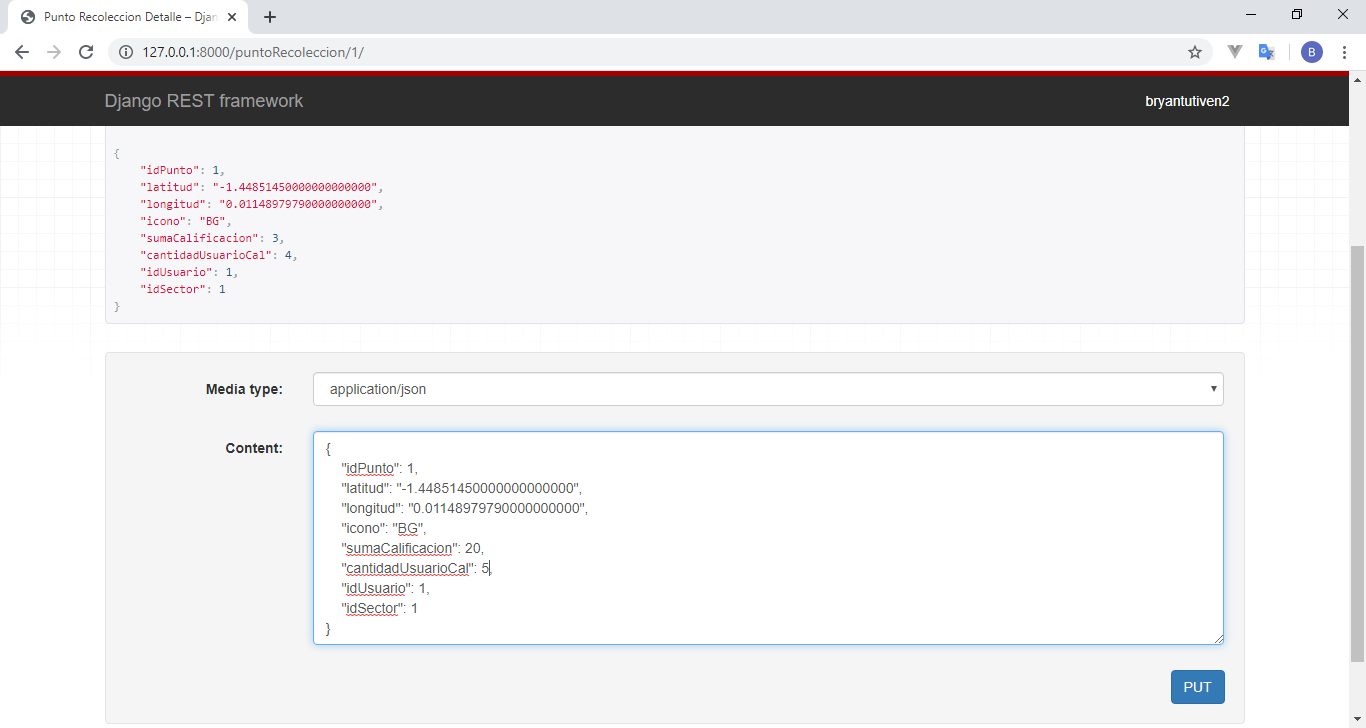 Punto Recoleccion Detalle – Djan
127.0.0.1:8000/puntoRecoleccion/1/
B
Django REST framework
bryantutiven2
{
"idPunto": 1,
"latitud": "-1.44851450000000000000",
"longitud": "0.01148979790000000000",
"icono": "BG",
"sumaCalificacion": 3,
"cantidadUsuarioCal": 4,
"idUsuario": 1,
"idSector": 1
}
Media type:
application/json
Content:
{
"idPunto": 1,
"latitud": "-1.44851450000000000000",
"longitud": "0.01148979790000000000",
"icono": "BG",
"sumaCalificacion": 20,
"cantidadUsuarioCal": 5,
"idUsuario": 1,
"idSector": 1
}
PUT